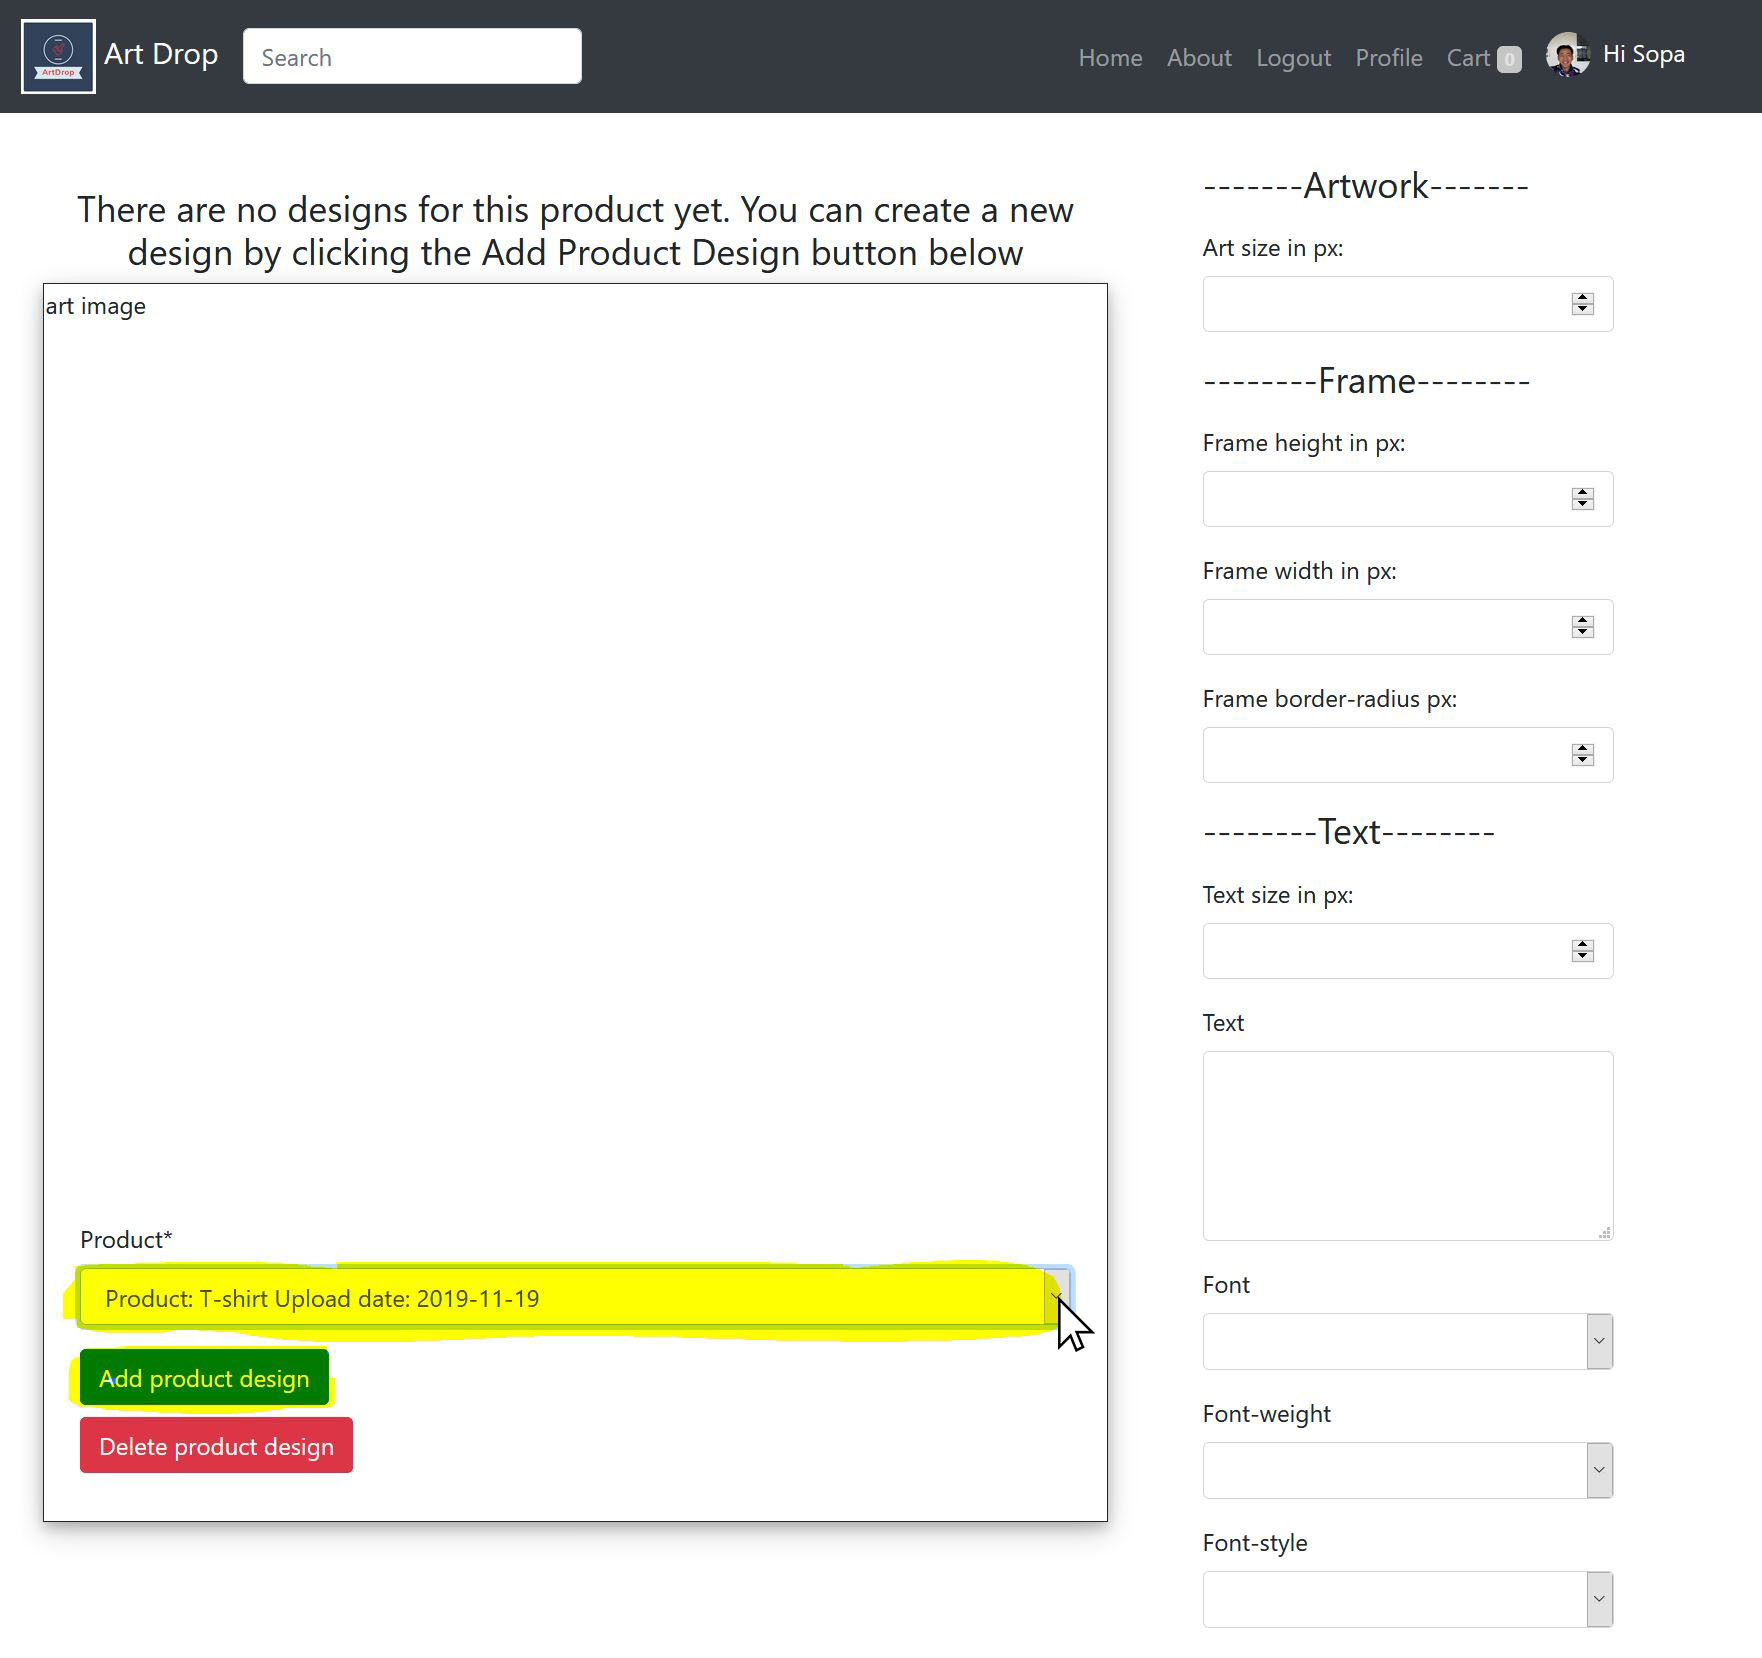 ArtDrop
Art Drop
Search
Home
About
Logout
Profile
Cart 0
Hi Sopa
There are no designs for this product yet. You can create a new
design by clicking the Add Product Design button below
art image
Product*
Product: T-shirt Upload date: 2019-11-19
Add product design
Delete product design
-------Artwork-------
Art size in px:
--------Frame--------
Frame height in px:
Frame width in px:
Frame border-radius px:
--------Text--------
Text size in px:
Text
Font
Font-weight
Font-style